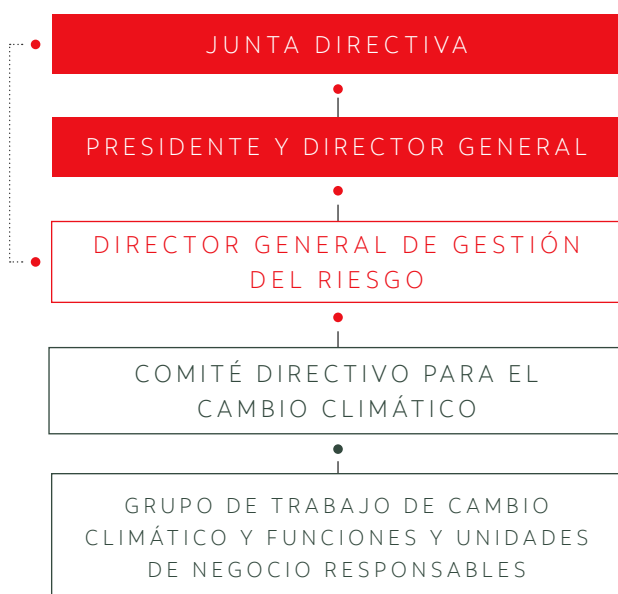 JUNTA DIRECTIVA
PRESIDENTE Y DIRECTOR GENERAL
DIRECTOR GENERAL DE GESTIÓN
DEL RIESGO
COMITÉ DIRECTIVO PARA EL
CAMBIO CLIMÁTICO
GRUPO DE TRABAJO DE CAMBIO
CLIMÁTICO Y FUNCIONES Y UNIDADES
DE NEGOCIO RESPONSABLES